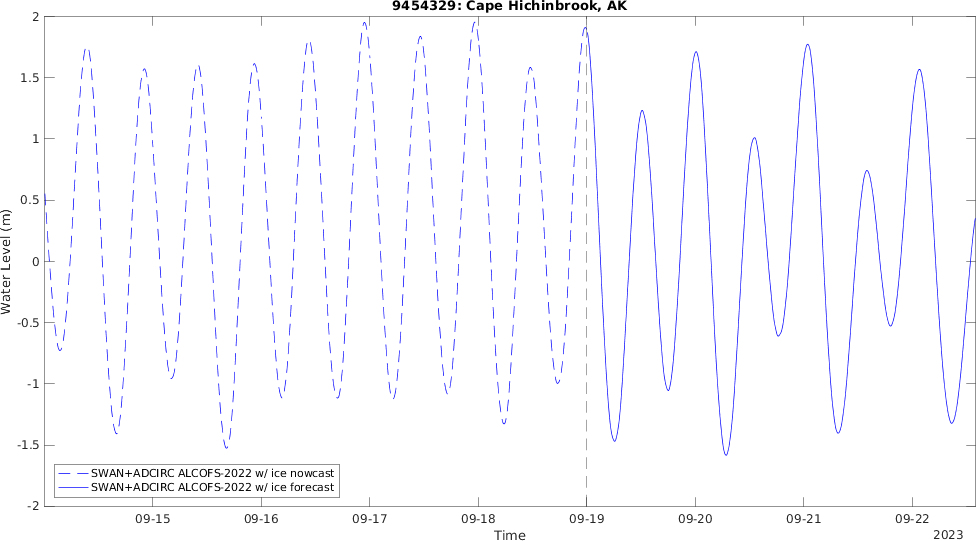 9454329: Cape Hichinbrook, AK
Water Level (m)
2
1.5
1
0.5
0
-0.5
-1
-1.5
-2
SWAN+ADCIRC ALCOFS-2022 w/ ice nowcast
SWAN+ADCIRC ALCOFS-2022 w/ ice forecast
09-15 09-16 09-17 09-18 09-19 09-20 09-21 09-22
Time
2023